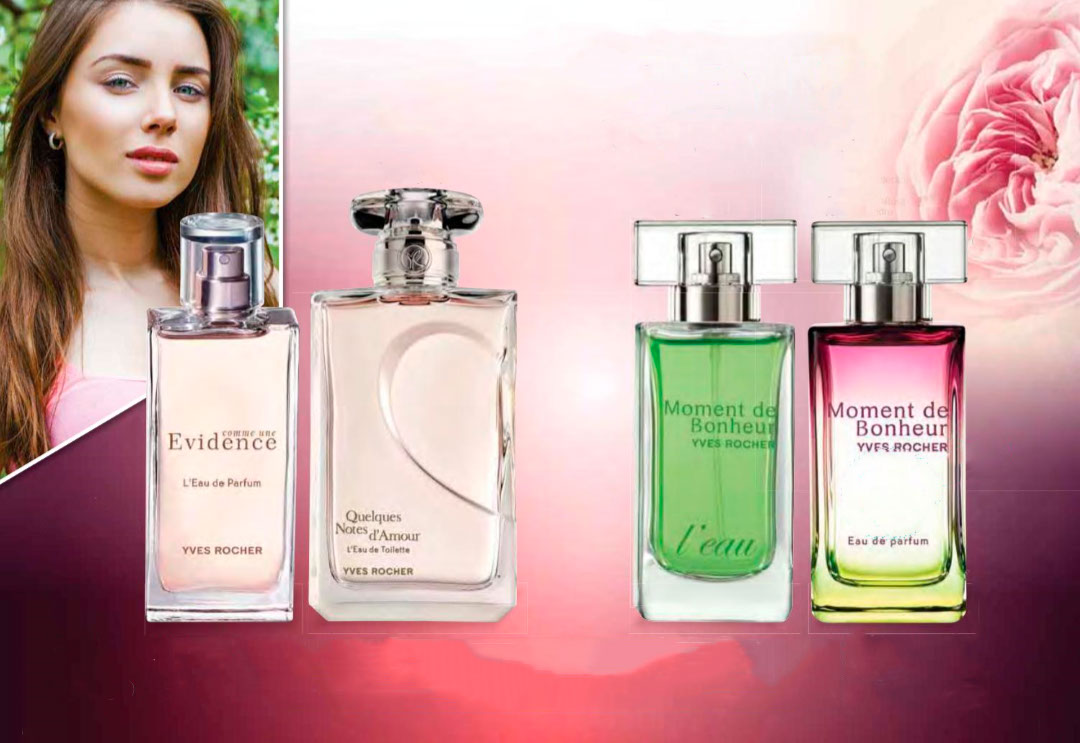 comme une
Evidence
L'Eau de Parfum
YVES ROCHER
Quelques
Notes d'Amour
L'Eau de Toilette
YVES ROCHER
Moment de
Bonheur
YVES ROCHER
l'eau
Moment de
Bonheur
YVES ROCHER
Eau de parfum